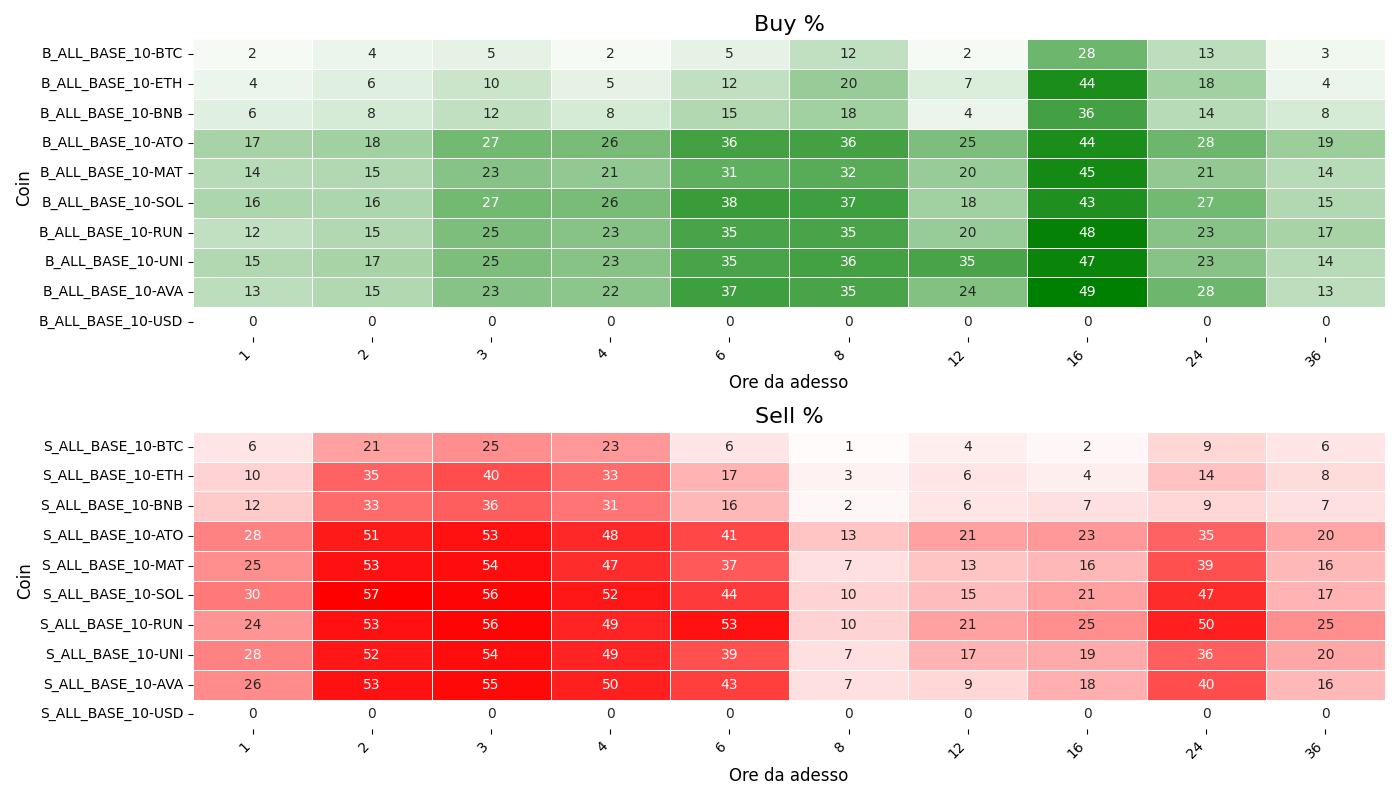 Buy %
Coin
B_ALL_BASE_10-BTC 2 4 5 2 5 12 2 28 13 3
B_ALL_BASE_10-ETH 4 6 10 5 12 20 7 44 18 4
B_ALL_BASE_10-BNB 6 8 12 8 15 18 4 36 14 8
B_ALL_BASE_10-ATO 17 18 27 26 36 36 25 44 28 19
B_ALL_BASE_10-MAT 14 15 23 21 31 32 20 45 21 14
B_ALL_BASE_10-SOL 16 16 27 26 38 37 18 43 27 15
B_ALL_BASE_10-RUN 12 15 25 23 35 35 20 48 23 17
B_ALL_BASE_10-UNI 15 17 25 23 35 36 35 47 23 14
B_ALL_BASE_10-AVA 13 15 23 22 37 35 24 49 28 13
B_ALL_BASE_10-USD 0 0 0 0 0 0 0 0 0 0
1 2 3 4 6 8 12 16 24 36
Ore da adesso
Sell %
Coin
S_ALL_BASE_10-BTC 6 21 25 23 6 1 4 2 9 6
S_ALL_BASE_10-ETH 10 35 40 33 17 3 6 4 14 8
S_ALL_BASE_10-BNB 12 33 36 31 16 2 6 7 9 7
S_ALL_BASE_10-ATO 28 51 53 48 41 13 21 23 35 20
S_ALL_BASE_10-MAT 25 53 54 47 37 7 13 16 39 16
S_ALL_BASE_10-SOL 30 57 56 52 44 10 15 21 47 17
S_ALL_BASE_10-RUN 24 53 56 49 53 10 21 25 50 25
S_ALL_BASE_10-UNI 28 52 54 49 39 7 17 19 36 20
S_ALL_BASE_10-AVA 26 53 55 50 43 7 9 18 40 16
S_ALL_BASE_10-USD 0 0 0 0 0 0 0 0 0 0
1 2 3 4 6 8 12 16 24 36
Ore da adesso